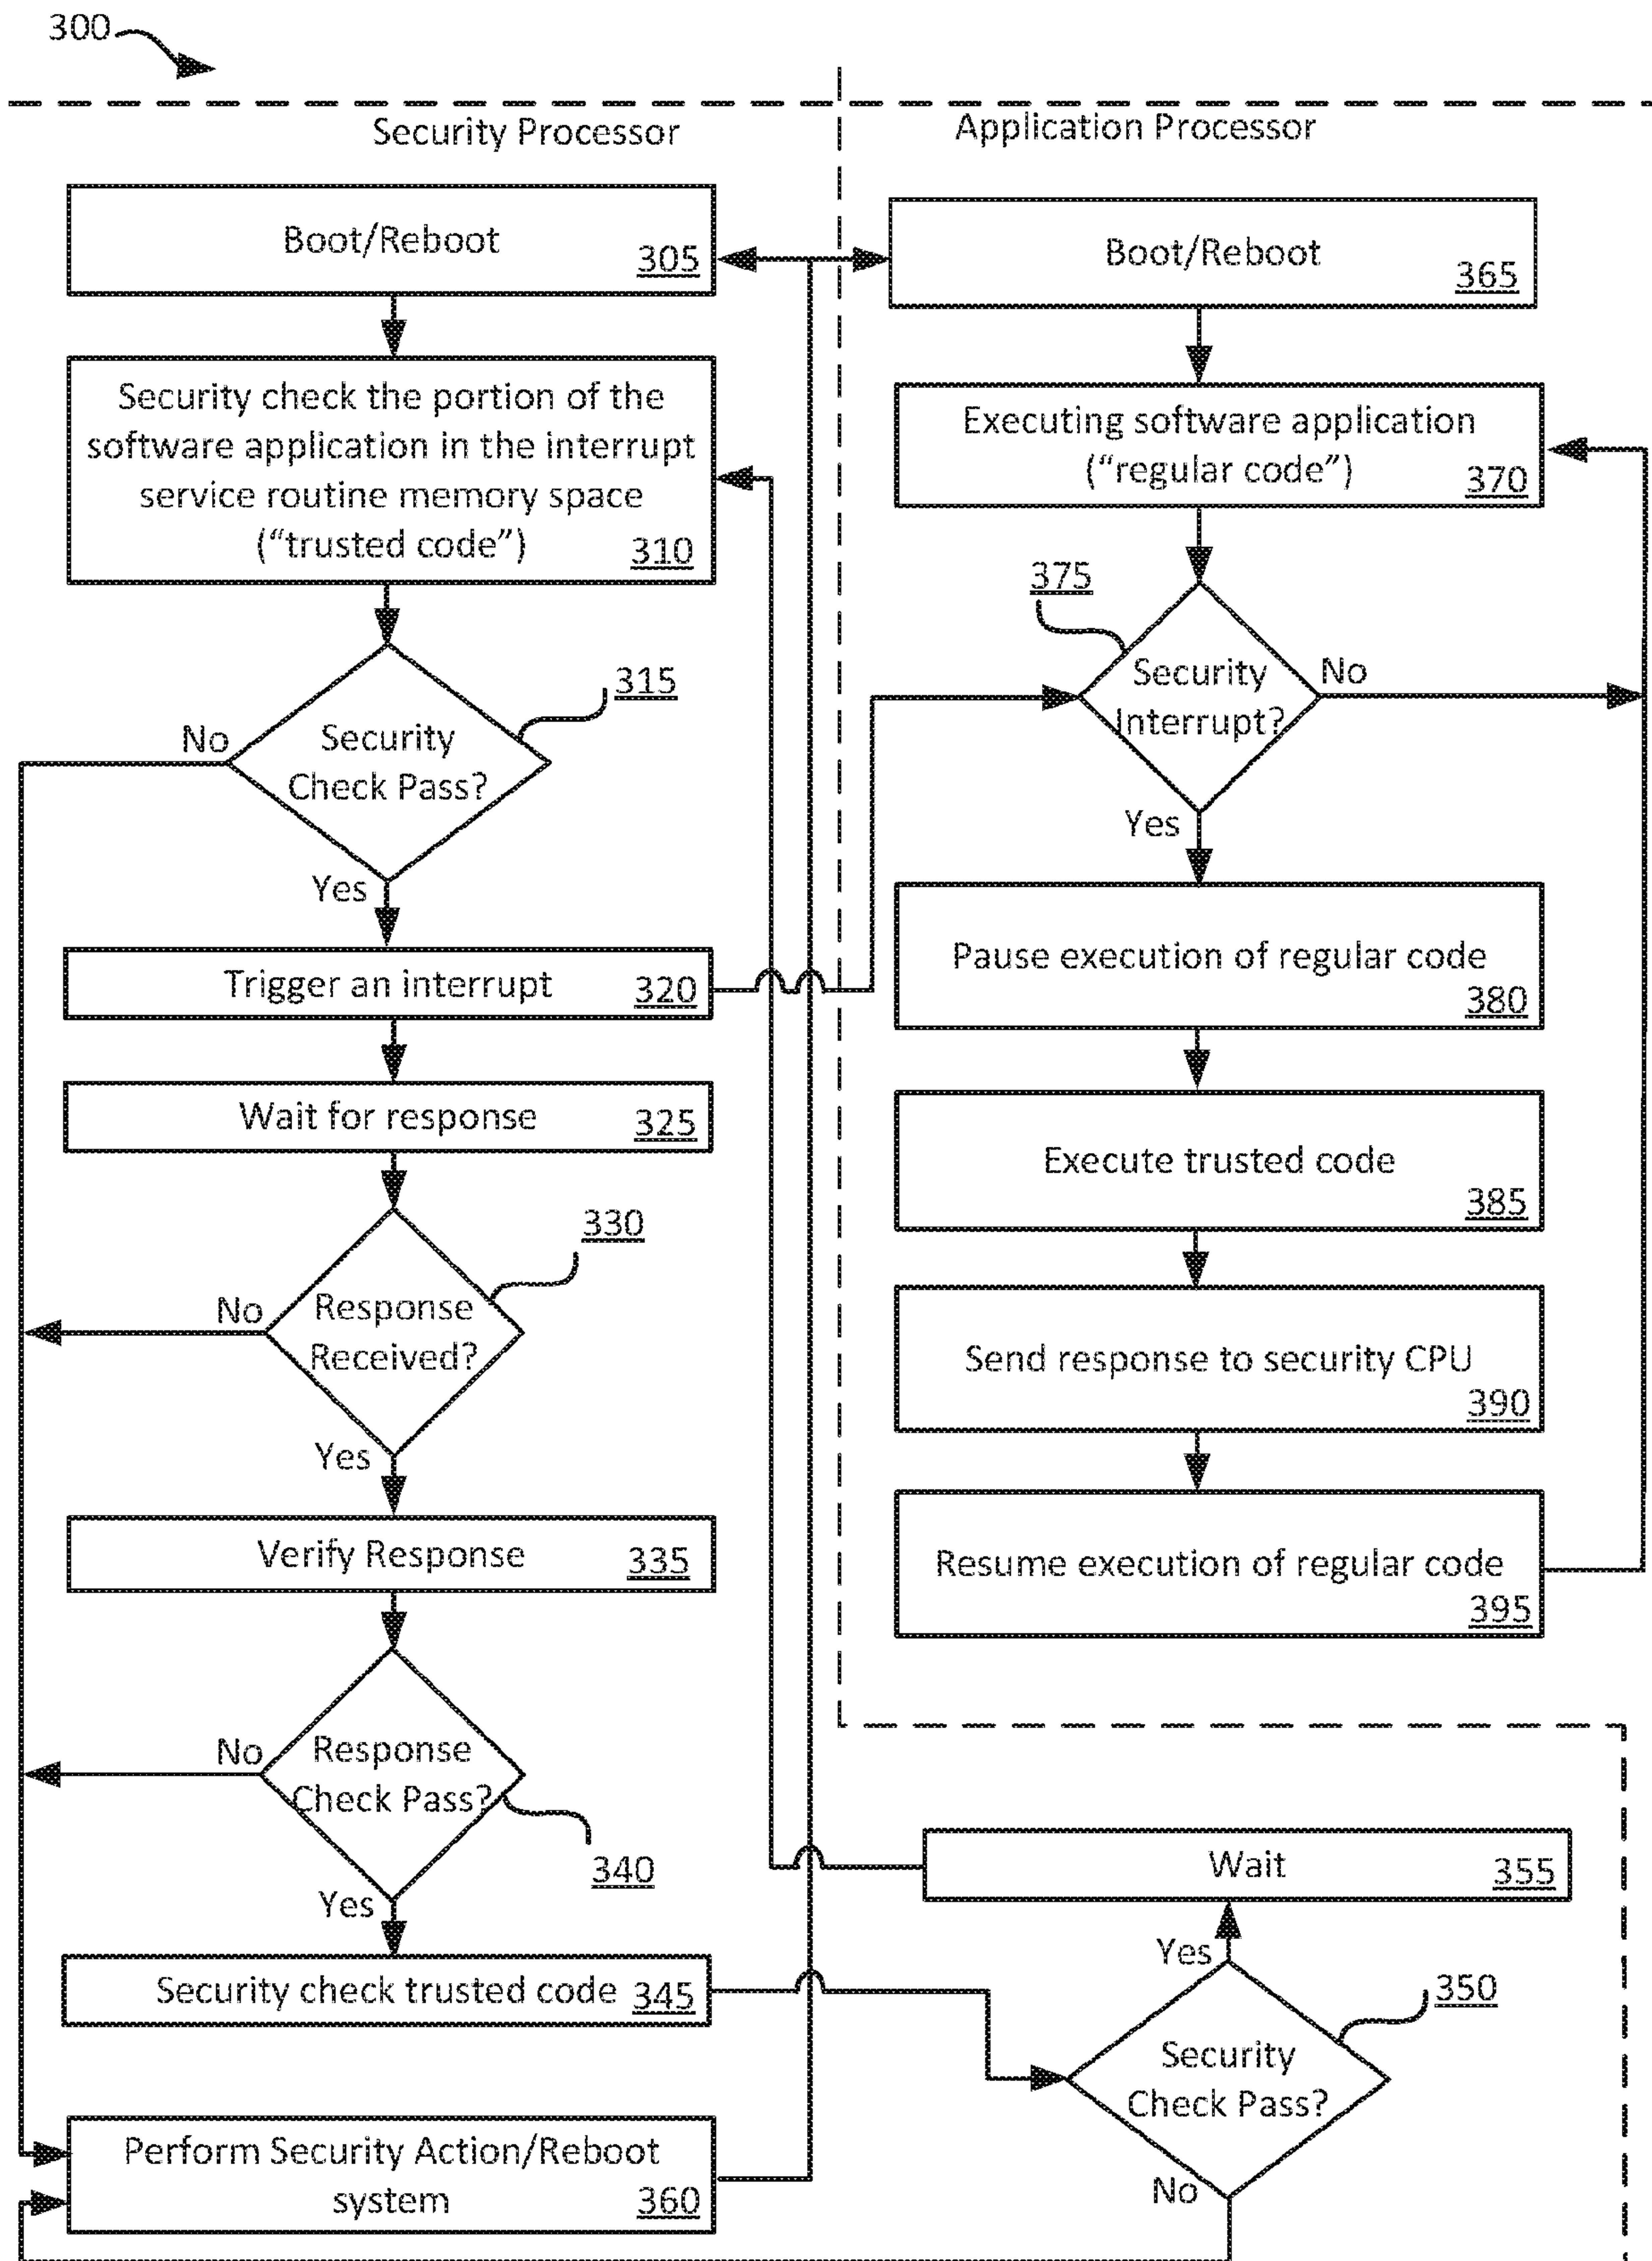 300
Security Processor
Boot/Reboot
305
Security check the portion of the
software application in the interrupt
service routine memory space
(“trusted code”)
310
315
Security
Check Pass?
No
Yes
Trigger an interrupt
320
Wait for response
325
330
Response
Received?
No
Yes
Verify Response
335
Response
Check Pass?
No
340
Yes
Security check trusted code
345
Perform Security Action/Reboot
system
360
Application Processor
Boot/Reboot
365
Executing software application
(“regular code”)
370
375
Security
Interrupt?
No
Yes
Pause execution of regular code
380
Execute trusted code
385
Send response to security CPU
390
Resume execution of regular code
395
Wait
355
Yes
350
Security
Check Pass?
No